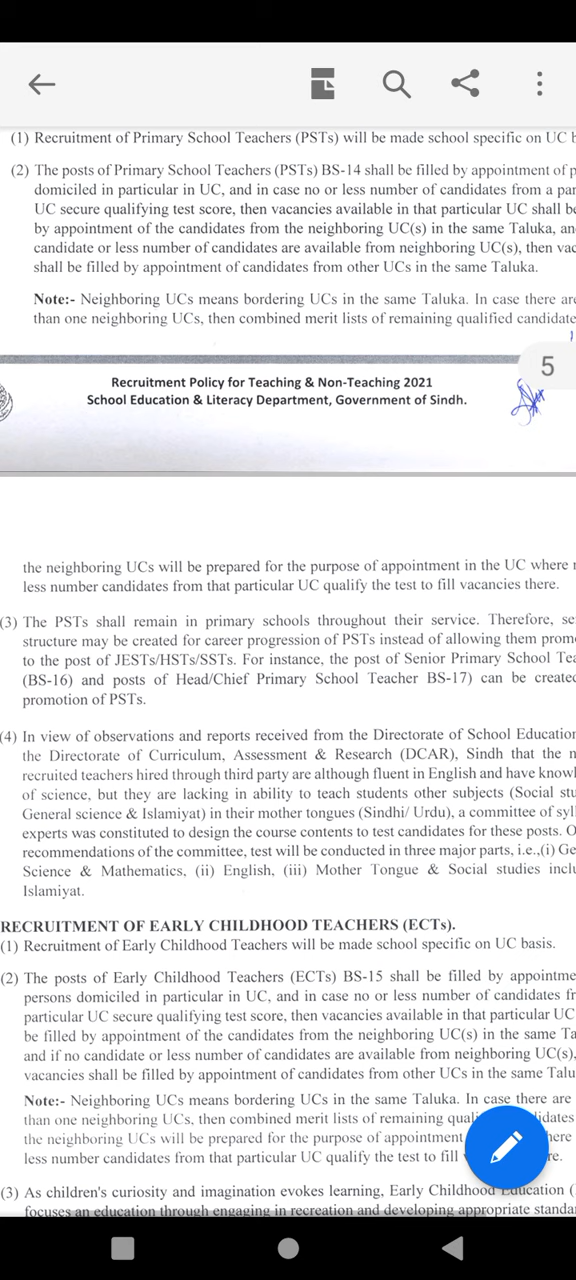 (1) Recruitment of Primary School Teachers (PSTs) will be made school specific on UC
(2) The posts of Primary School Teachers (PSTs) BS-14 shall be filled by appointment of
domiciled in particular in UC, and in case no or less number of candidates from a
UC secure qualifying test score, then vacancies available in that particular UC shall
by appointment of the candidates from the neighboring UC(s) in the same Taluka,
candidate or less number of candidates are available from neighboring UC(s), then
shall be filled by appointment of candidates from other UCs in the same Taluka.
Note:- Neighboring UCs means bordering UCs in the same Taluka. In case there are
than one neighboring UCs, then combined merit lists of remaining qualified
5
Recruitment Policy for Teaching & Non-Teaching 2021
School Education & Literacy Department, Government of Sindh.
the neighboring UCs will be prepared for the purpose of appointment in the UC where
less number candidates from that particular UC qualify the test to fill vacancies there.
(3) The PSTs shall remain in primary schools throughout their service. Therefore,
structure may be created for career progression of PSTs instead of allowing them
to the post of JESTs/HSTs/SSTs. For instance, the post of Senior Primary School
(BS-16) and posts of Head/Chief Primary School Teacher BS-17) can be created
promotion of PSTs.
(4) In view of observations and reports received from the Directorate of School
the Directorate of Curriculum, Assessment & Research (DCAR), Sindh that the
recruited teachers hired through third party are although fluent in English and have
of science, but they are lacking in ability to teach students other subjects (Social
General science & Islamiyat) in their mother tongues (Sindhi/ Urdu), a committee of
experts was constituted to design the course contents to test candidates for these posts.
recommendations of the committee, test will be conducted in three major parts, i.e.,(i)
Science & Mathematics, (ii) English, (iii) Mother Tongue & Social studies
Islamiyat.
RECRUITMENT OF EARLY CHILDHOOD TEACHERS (ECTs).
(1) Recruitment of Early Childhood Teachers will be made school specific on UC basis.
(2) The posts of Early Childhood Teachers (ECTs) BS-15 shall be filled by
persons domiciled in particular in UC, and in case no or less number of candidates
particular UC secure qualifying test score, then vacancies available in that particular UC
be filled by appointment of the candidates from the neighboring UC(s) in the same
and if no candidate or less number of candidates are available from neighboring UC(s),
vacancies shall be filled by appointment of candidates from other UCs in the same
Note:- Neighboring UCs means bordering UCs in the same Taluka. In case there are
than one neighboring UCs, then combined merit lists of remaining
the neighboring UCs will be prepared for the purpose of appointment
less number candidates from that particular UC qualify the test to fill
(3) As children's curiosity and imagination evokes learning, Early Childhood Education
focuses an education through engaging in recreation and developing appropriate